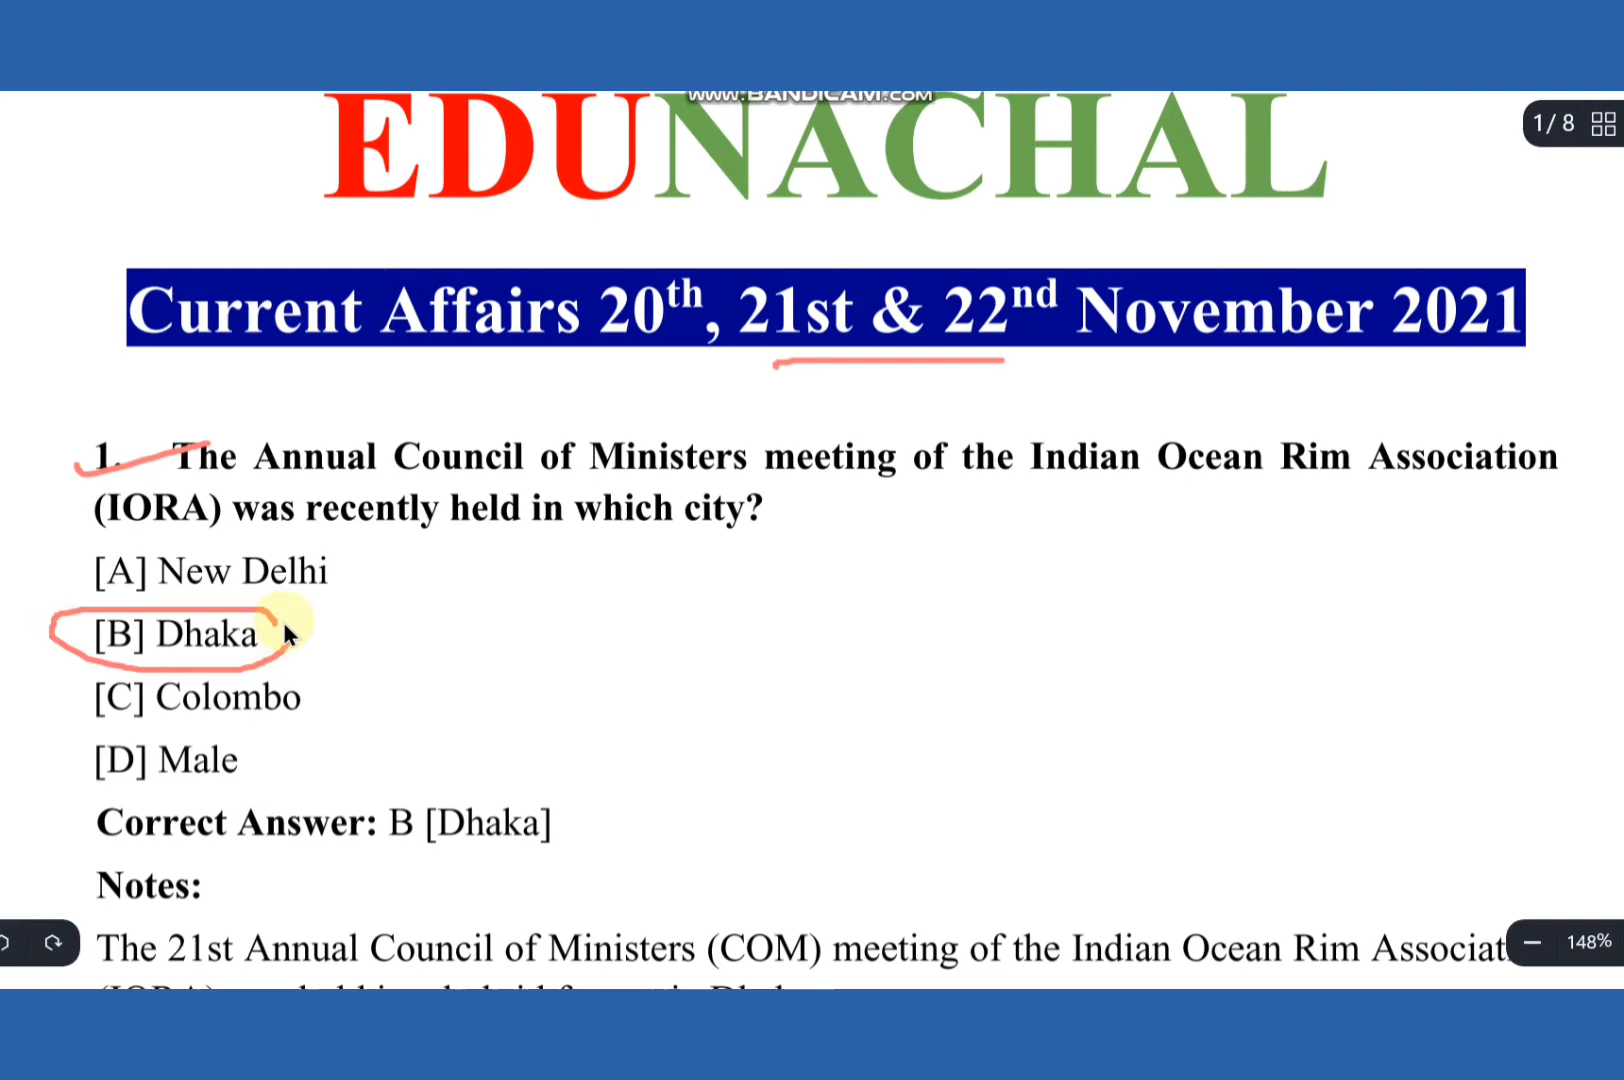 WWW.BANDICAM.COM
EDUNACHAL
1/8
Current Affairs 20th, 21st & 22nd November 2021
1. The Annual Council of Ministers meeting of the Indian Ocean Rim Association
(IORA) was recently held in which city?
[A] New Delhi
[B] Dhaka
[C] Colombo
[D] Male
Correct Answer: B [Dhaka]
Notes:
The 21st Annual Council of Ministers (COM) meeting of the Indian Ocean Rim Associat
148%